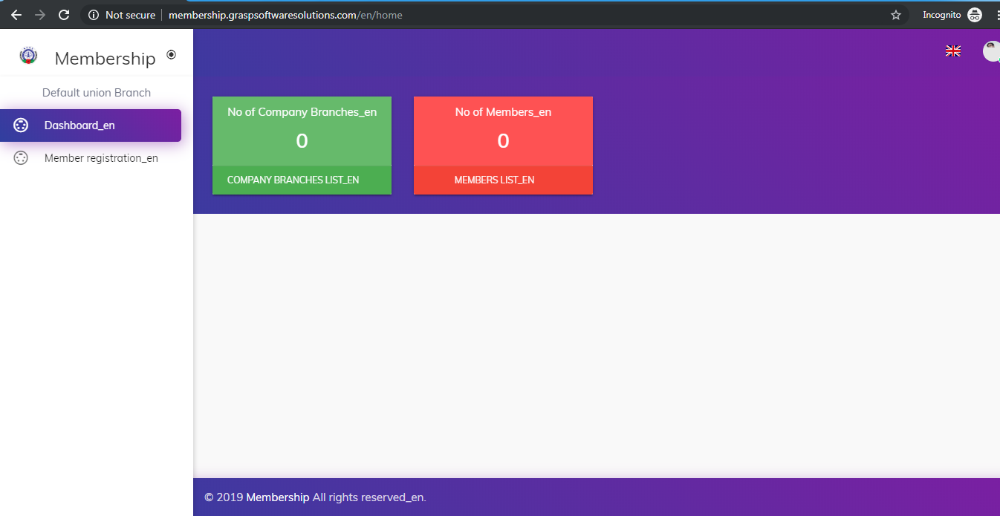 Not secure membership.graspsoftwaresolutions.com/en/home Incognito
Membership
Default union Branch
Dashboard_en
Member registration_en
No of Company Branches_en
0
COMPANY BRANCHES LIST_EN
No of Members_en
0
MEMBERS LIST_EN
© 2019 Membership All rights reserved_en.